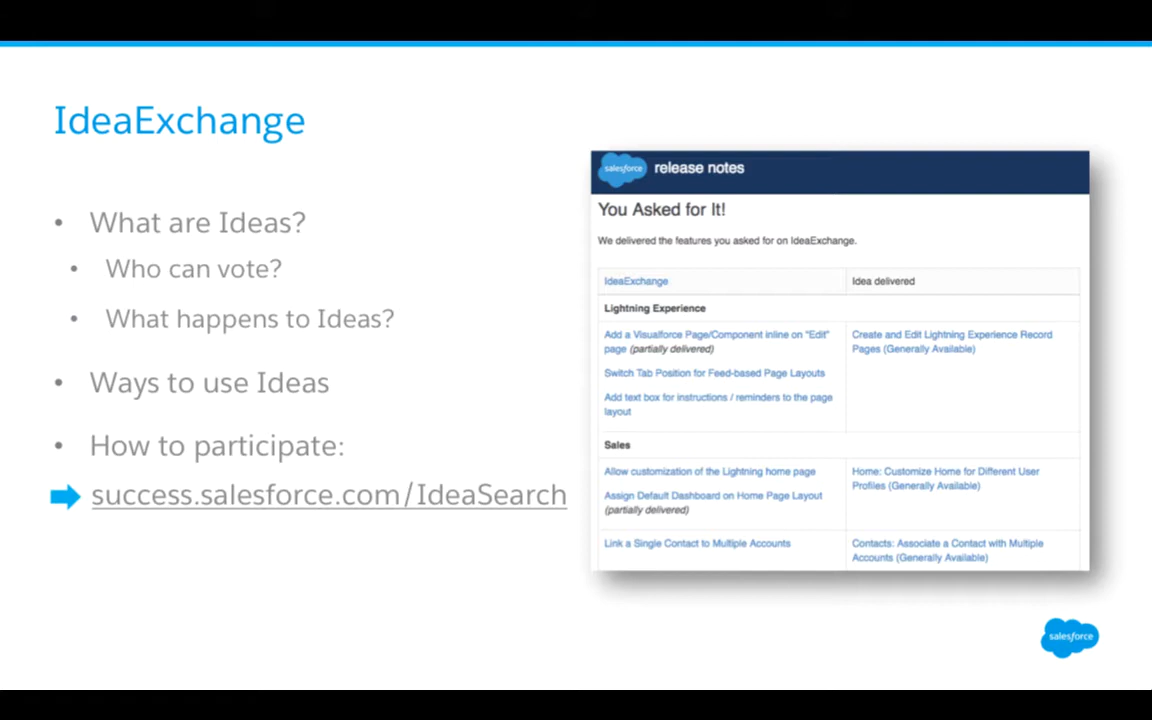 IdeaExchange
• What are Ideas?
• Who can vote?
• What happens to Ideas?
• Ways to use Ideas
• How to participate:
success.salesforce.com/IdeaSearch
salesforce release notes
You Asked for It!
We delivered the features you asked for on IdeaExchange.
IdeaExchange Idea delivered
Lightning Experience
Add a Visualforce Page/Component inline on "Edit"
page (partially delivered)
Switch Tab Position for Feed-based Page Layouts
Add text box for instructions / reminders to the page
layout
Create and Edit Lightning Experience Record
Pages (Generally Available)
Sales
Allow customization of the Lightning home page
Assign Default Dashboard on Home Page Layout
(partially delivered)
Home: Customize Home for Different User
Profiles (Generally Available)
Link a Single Contact to Multiple Accounts
Contacts: Associate a Contact with Multiple
Accounts (Generally Available)
salesforce